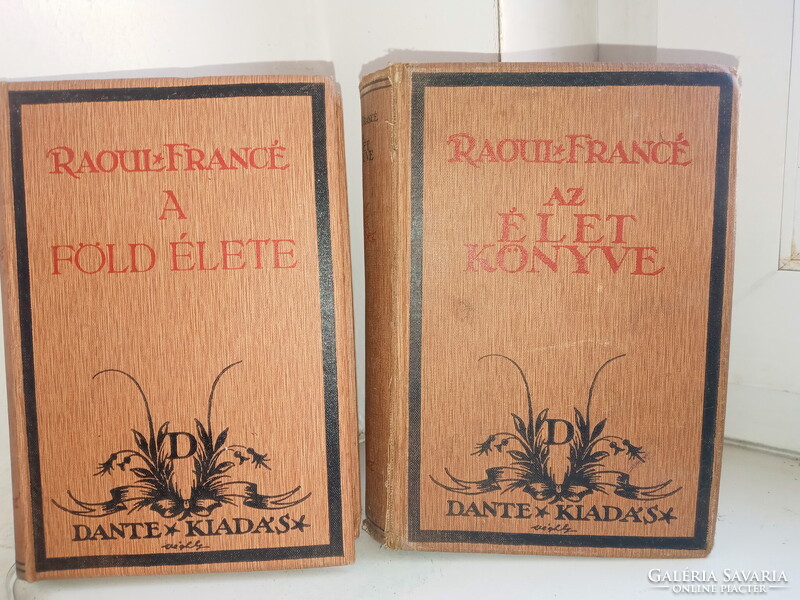 RAOUL*FRANCÉ
A
FÖLD ÉLETE
D
DANTE*KIADÁS*
RAOUL*FRANCÉ
AZ
ÉLET
KÖNYVE
D
DANTE*KIADÁS*
GALÉRIA SAVARIA
ONLINE PIACTÉR